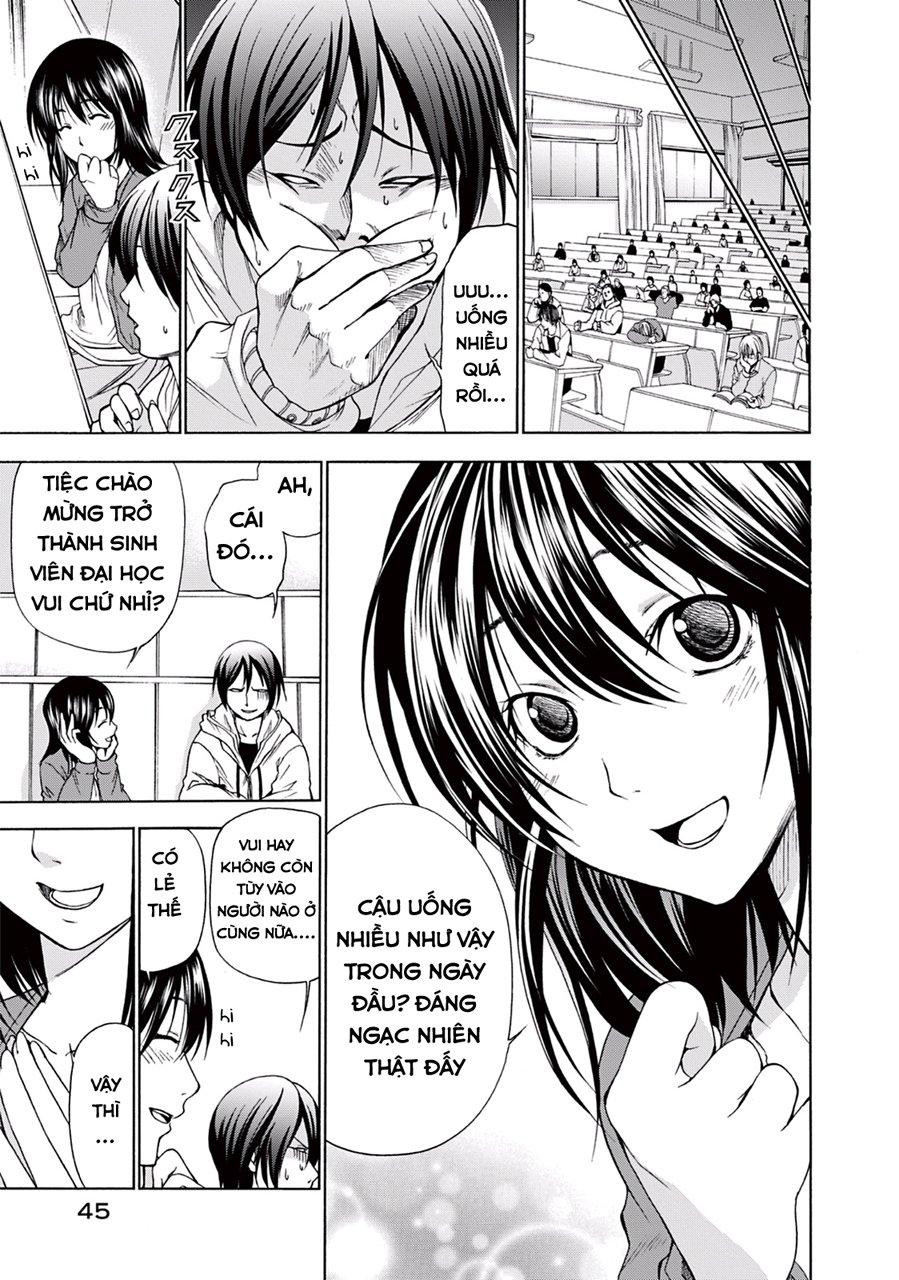 UUU...
UỐNG
NHIỀU
QUÁ
RỒI...
クスークス
hi
hi
CẬU UỐNG
NHIỀU NHƯ VẬY
TRONG NGÀY
ĐẦU? ĐÁNG
NGẠC NHIÊN
THẬT ĐẤY
AH,
CÁI
ĐÓ...
TIỆC CHÀO
MỪNG TRỞ
THÀNH SINH
VIÊN ĐẠI HỌC
VUI CHỨ NHỈ?
VUI HAY
KHÔNG CÒN
TÙY VÀO
NGƯỜI NÀO Ở
CÙNG NỮA....
CÓ
LẺ
THẾ
hi
hi
VẬY
THÌ
...
45